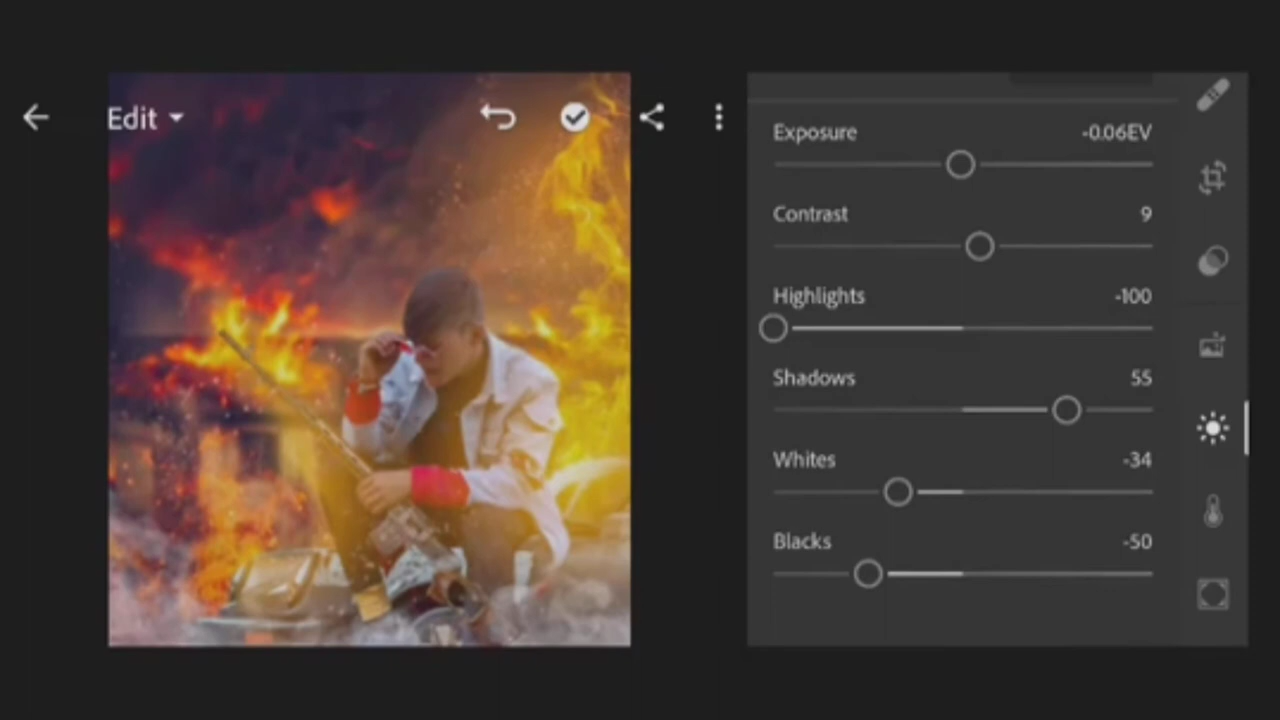 Edit
Exposure -0.06EV
Contrast 9
Highlights -100
Shadows 55
Whites -34
Blacks -50